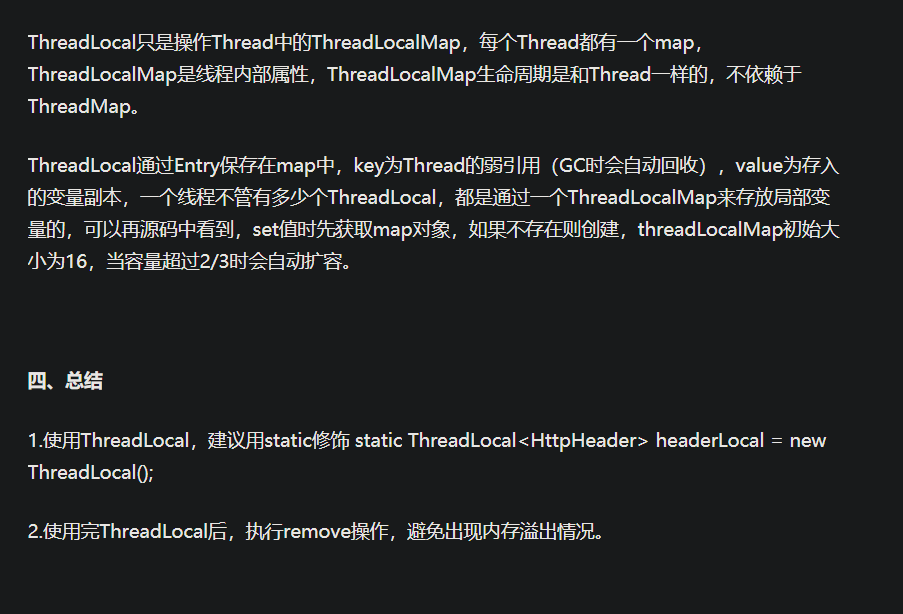 ThreadLocal只是操作Thread中的ThreadLocalMap，每个Thread都有一个map，
ThreadLocalMap是线程内部属性，ThreadLocalMap生命周期是和Thread一样的，不依赖于
ThreadMap。
ThreadLocal通过Entry保存在map中，key为Thread的弱引用（GC时会自动回收），value为存入
的变量副本，一个线程不管有多少个ThreadLocal，都是通过一个ThreadLocalMap来存放局部变
量的，可以再源码中看到，set值时先获取map对象，如果不存在则创建，threadLocalMap初始大
小为16，当容量超过2/3时会自动扩容。
四、总结
1.使用ThreadLocal，建议用static修饰 static ThreadLocal<HttpHeader> headerLocal = new
ThreadLocal();
2.使用完ThreadLocal后，执行remove操作，避免出现内存溢出情况。